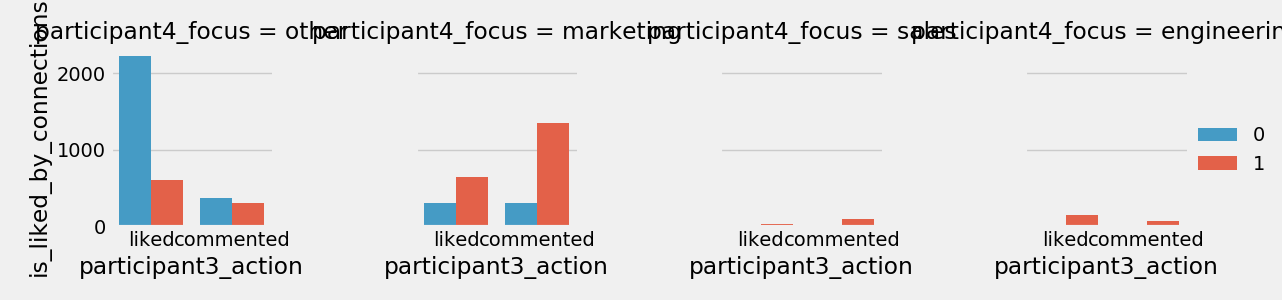 participant4_focus = other
participant4_focus = marketing
participant4_focus = sales
participant4_focus = engineerin
is_liked_by_connections
2000
1000
0
liked commented
liked commented
liked commented
liked commented
participant3_action
participant3_action
participant3_action
participant3_action
0
1